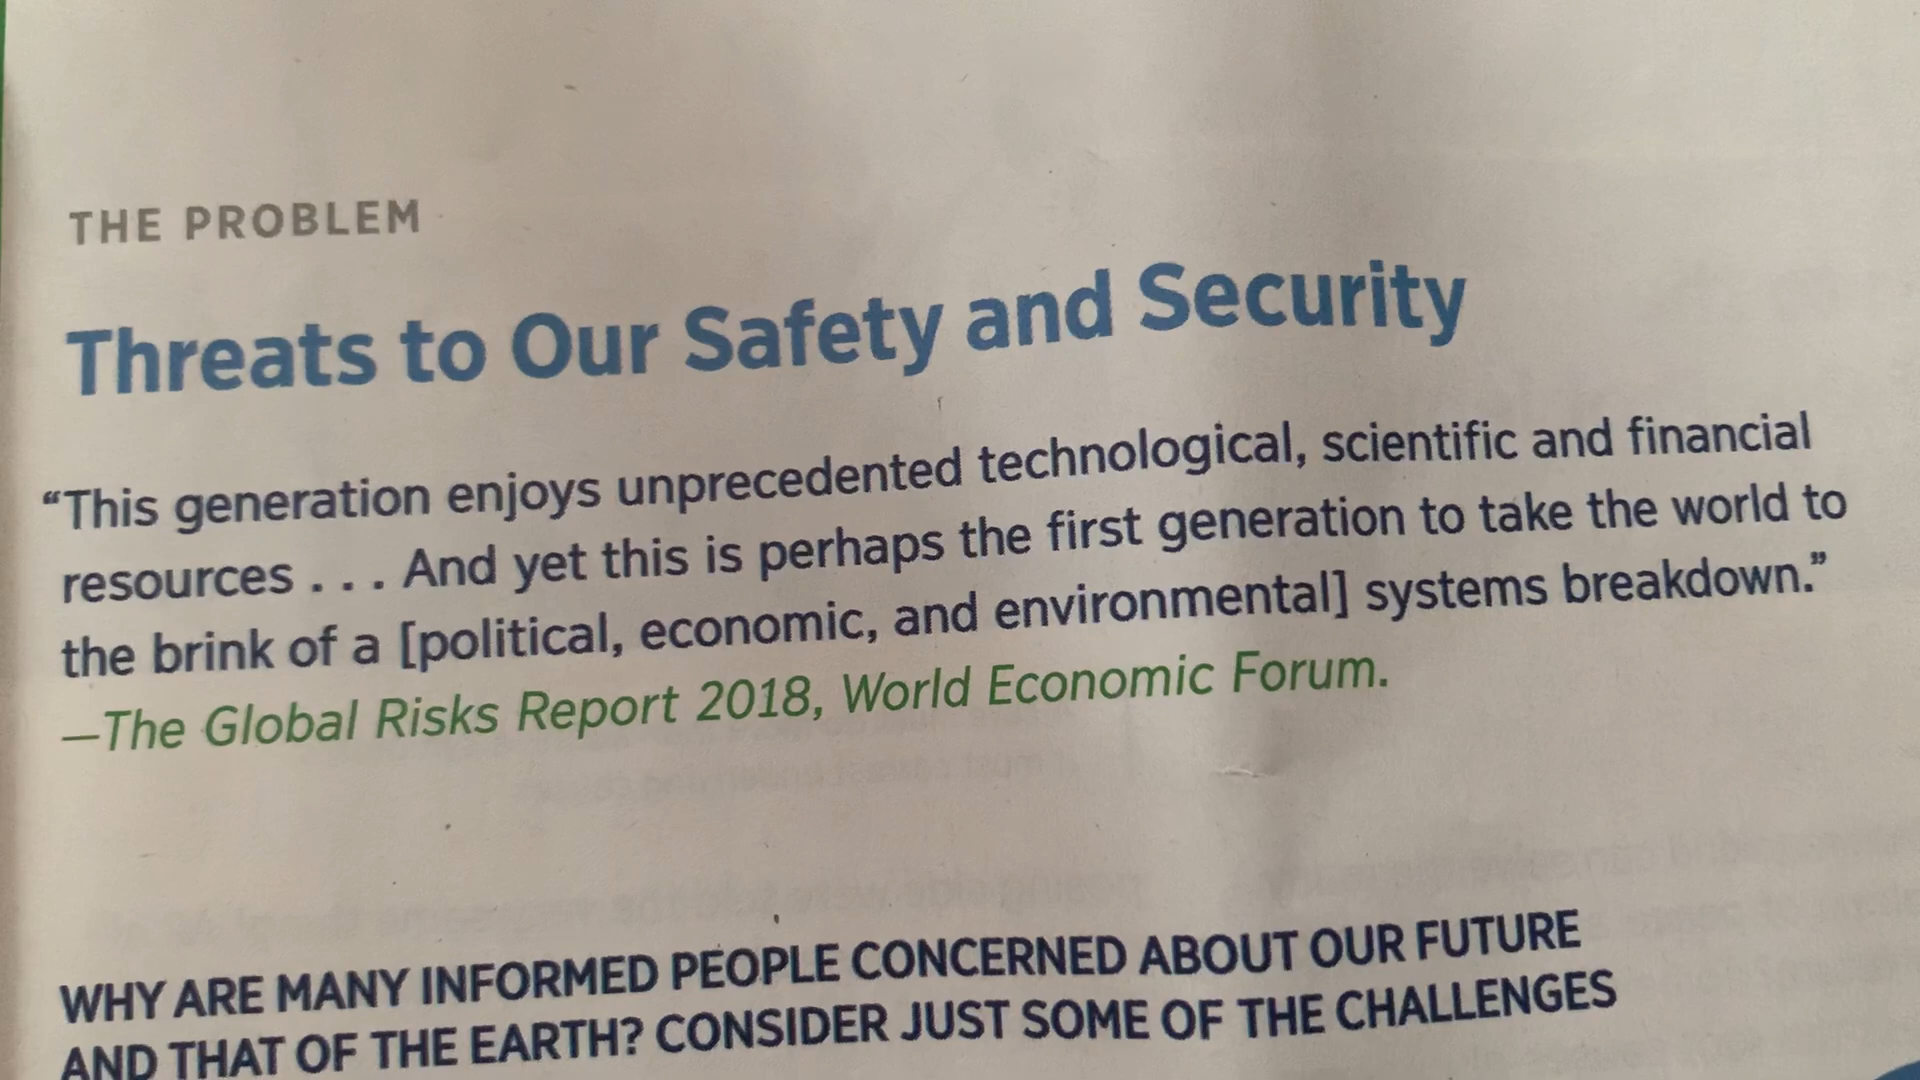 THE PROBLEM
Threats to Our Safety and Security
“This generation enjoys unprecedented technological, scientific and financial
resources . . . And yet this is perhaps the first generation to take the world to
the brink of a [political, economic, and environmental] systems breakdown.”
—The Global Risks Report 2018, World Economic Forum.
WHY ARE MANY INFORMED PEOPLE CONCERNED ABOUT OUR FUTURE
AND THAT OF THE EARTH? CONSIDER JUST SOME OF THE CHALLENGES